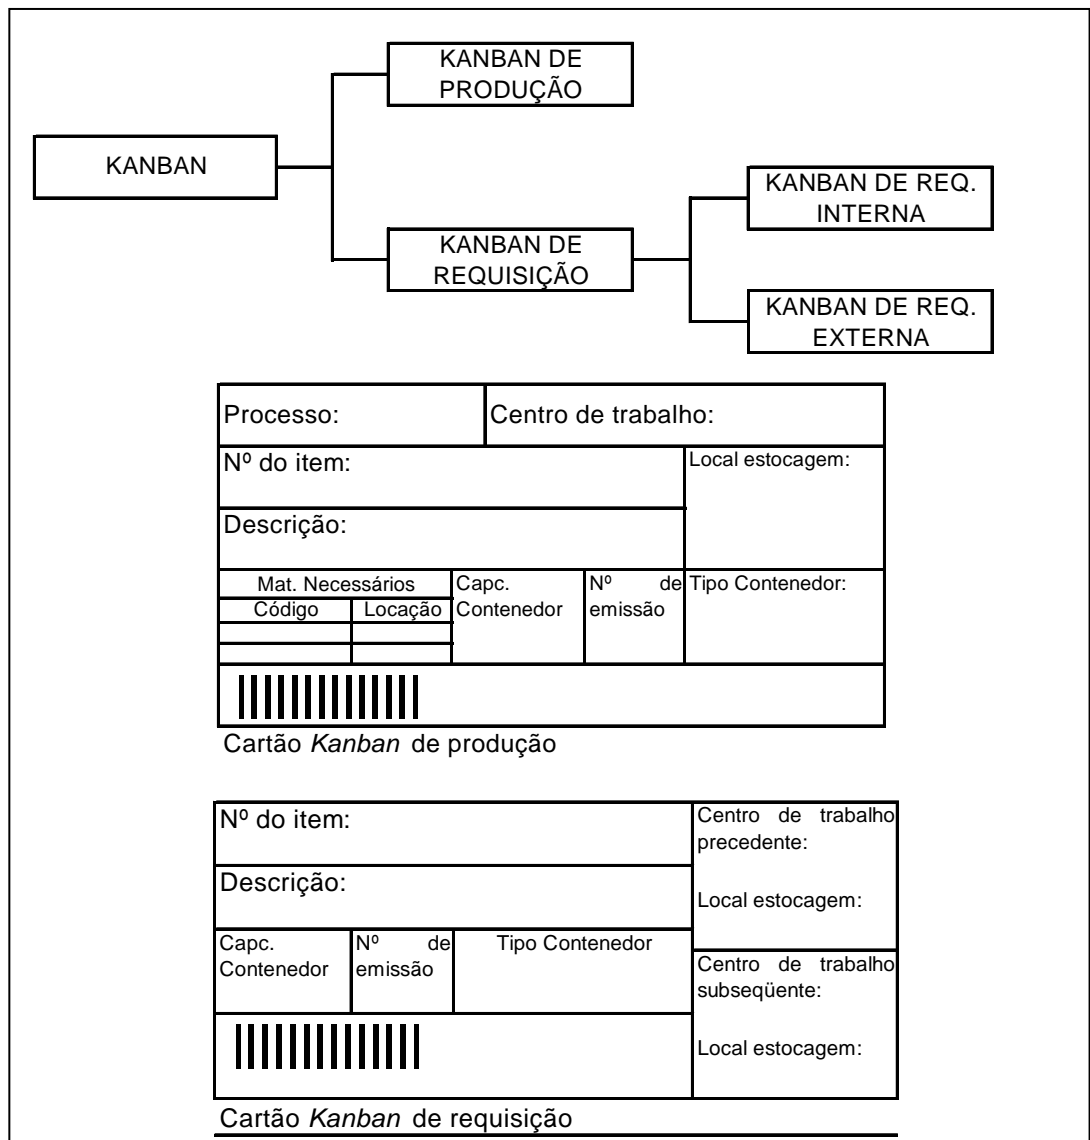 KANBAN DE
PRODUÇÃO
KANBAN
KANBAN DE REQ.
INTERNA
KANBAN DE
REQUISIÇÃO
KANBAN DE REQ.
EXTERNA
Processo:
Centro de trabalho:
Nº do item:
Local estocagem:
Descrição:
Mat. Necessários
Código
Locação
Capc.
Contenedor
Nº de
emissão
Tipo Contenedor:
Cartão Kanban de produção
Nº do item:
Centro de trabalho
precedente:
Local estocagem:
Descrição:
Capc.
Contenedor
Nº de
emissão
Tipo Contenedor
Centro de trabalho
subseqüente:
Local estocagem:
Cartão Kanban de requisição